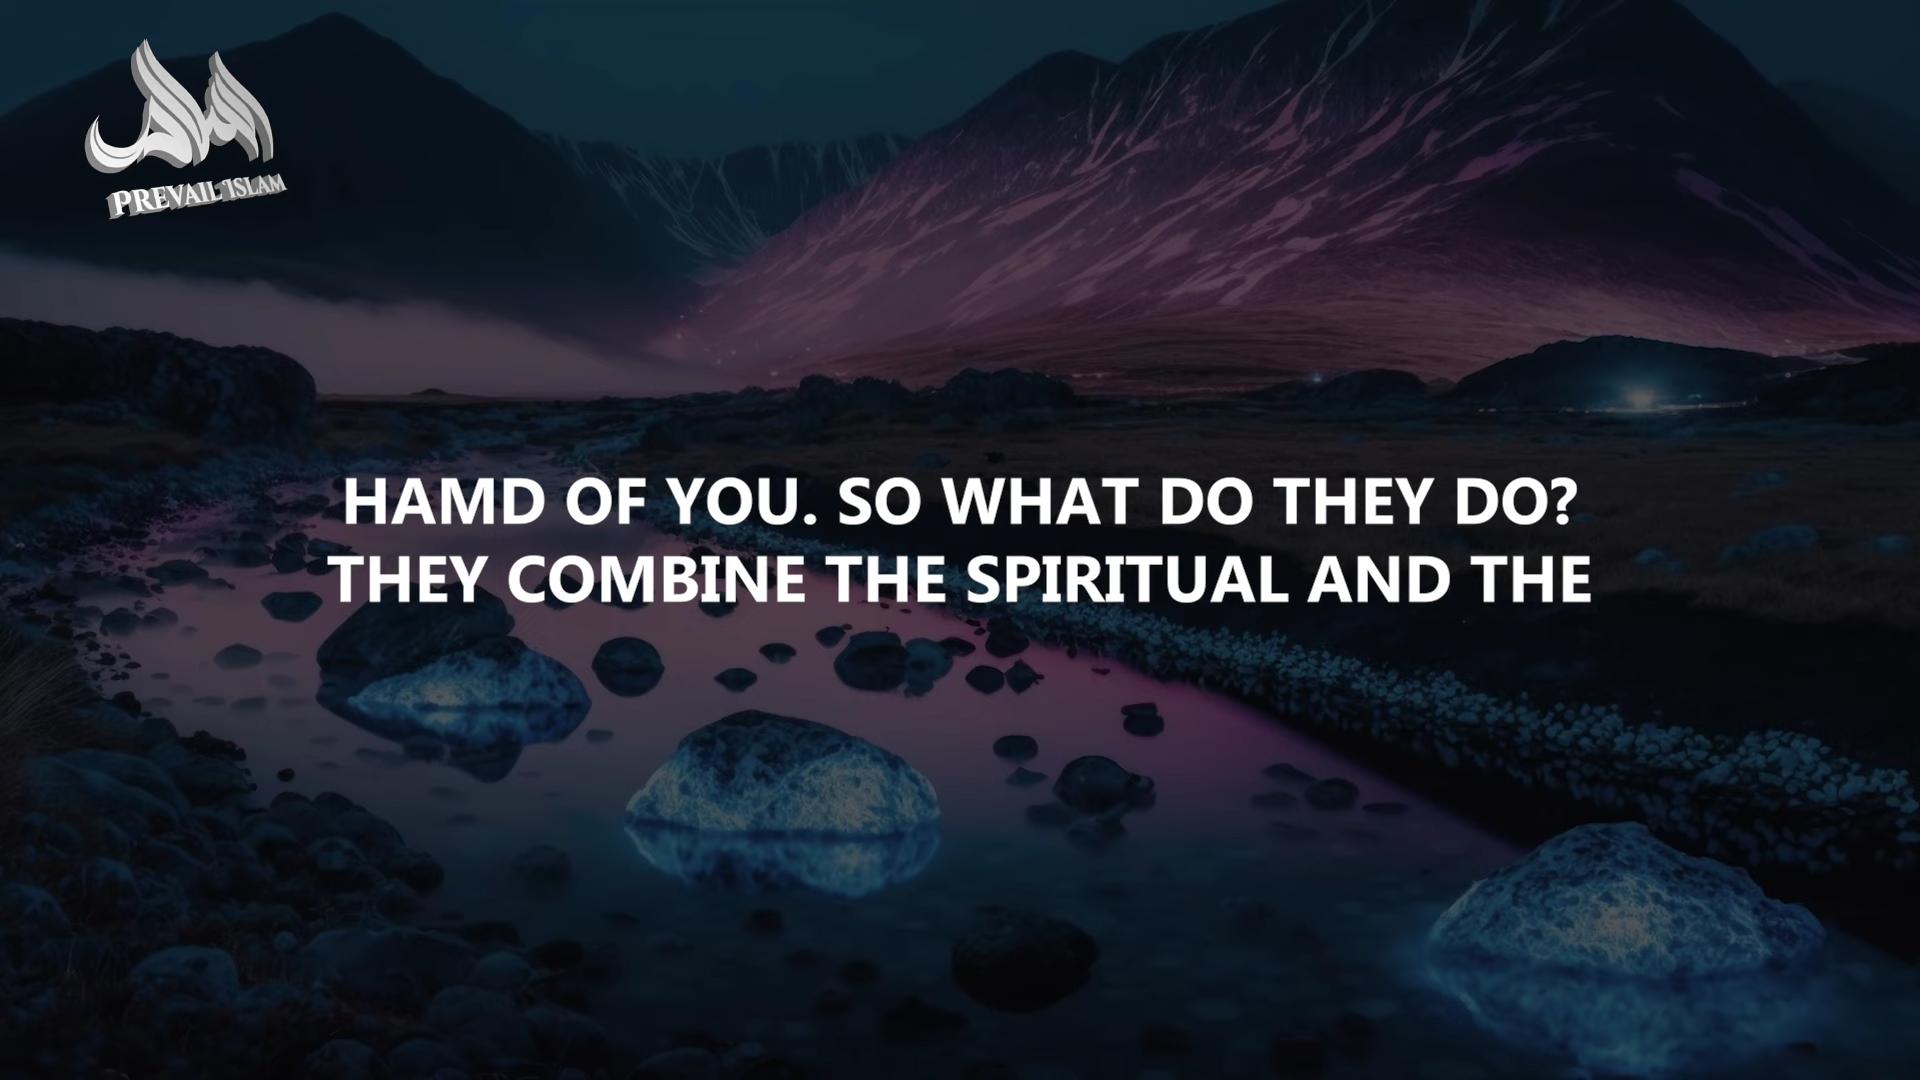 PREVAIL ISLAM
HAMD OF YOU. SO WHAT DO THEY DO?
THEY COMBINE THE SPIRITUAL AND THE